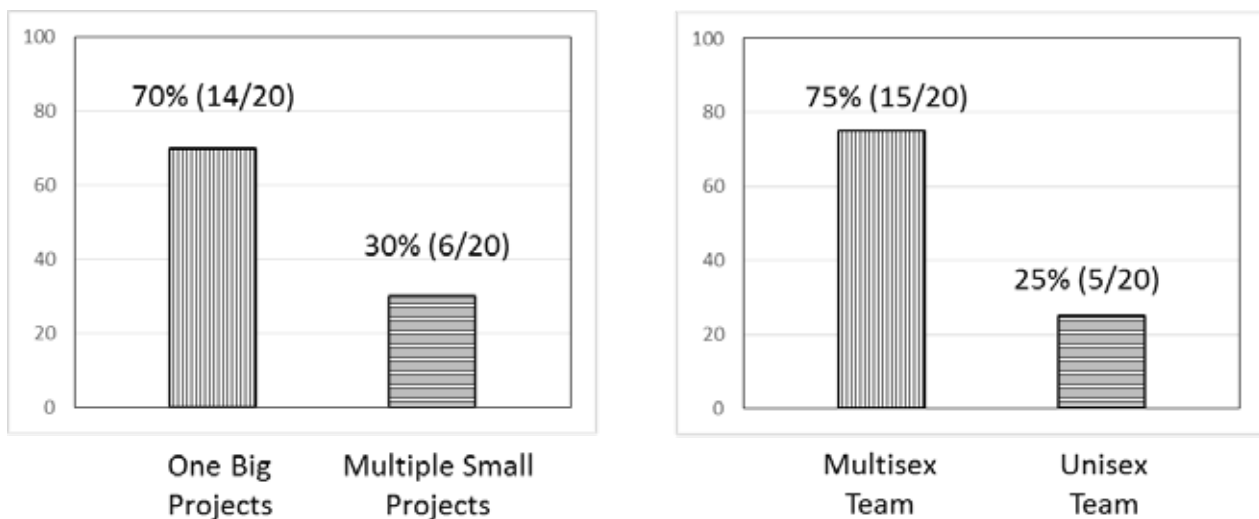 100
80
60
40
20
0
70% (14/20)
30% (6/20)
One Big
Projects
Multiple Small
Projects
100
80
60
40
20
0
75% (15/20)
25% (5/20)
Multisex
Team
Unisex
Team